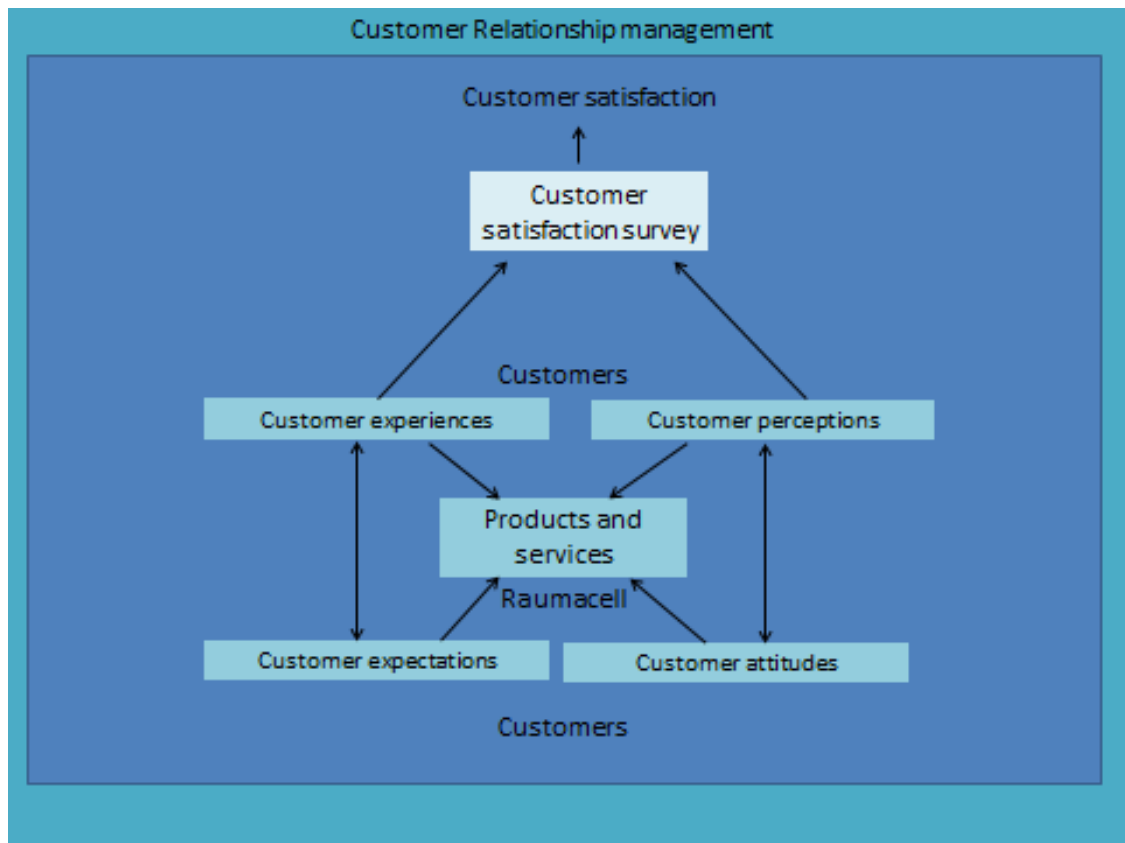 Customer Relationship management
Customer satisfaction
Customer
satisfaction survey
Customers
Customer experiences
Customer perceptions
Products and
services
Raumacell
Customer expectations
Customer attitudes
Customers